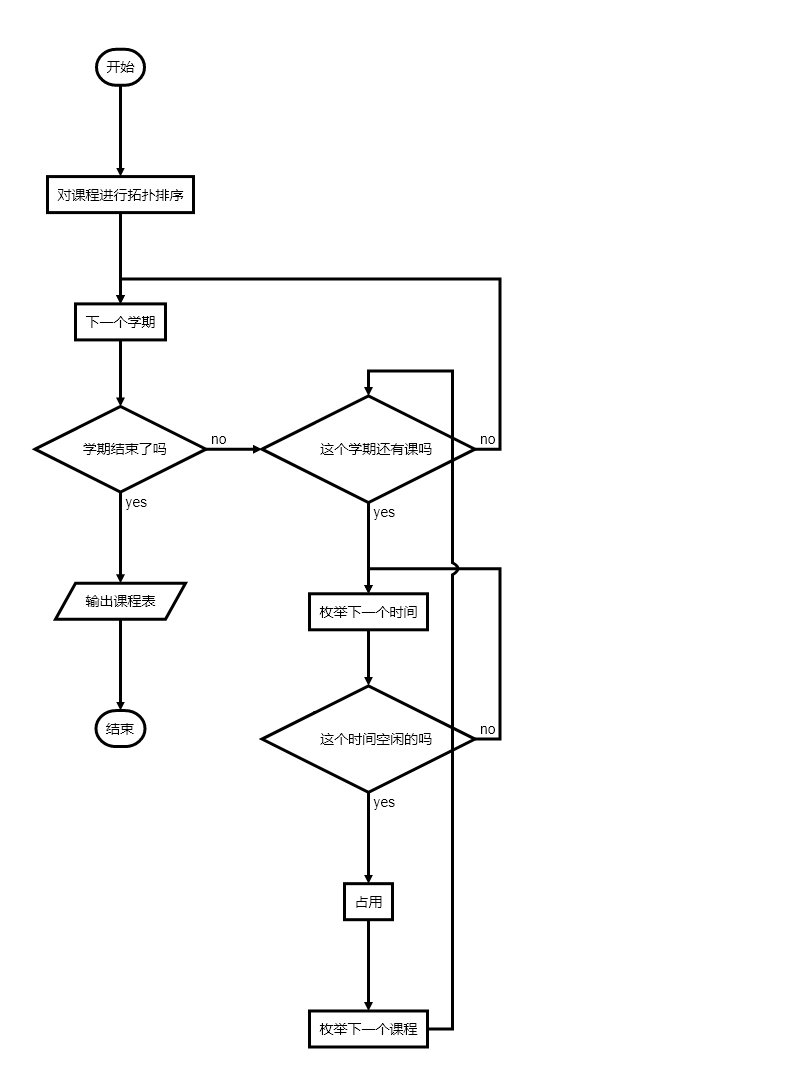 开始
对课程进行拓扑排序
下一个学期
学期结束了吗
no
这个学期还有课吗
no
yes
yes
输出课程表
枚举下一个时间
结束
这个时间空闲的吗
no
yes
占用
枚举下一个课程